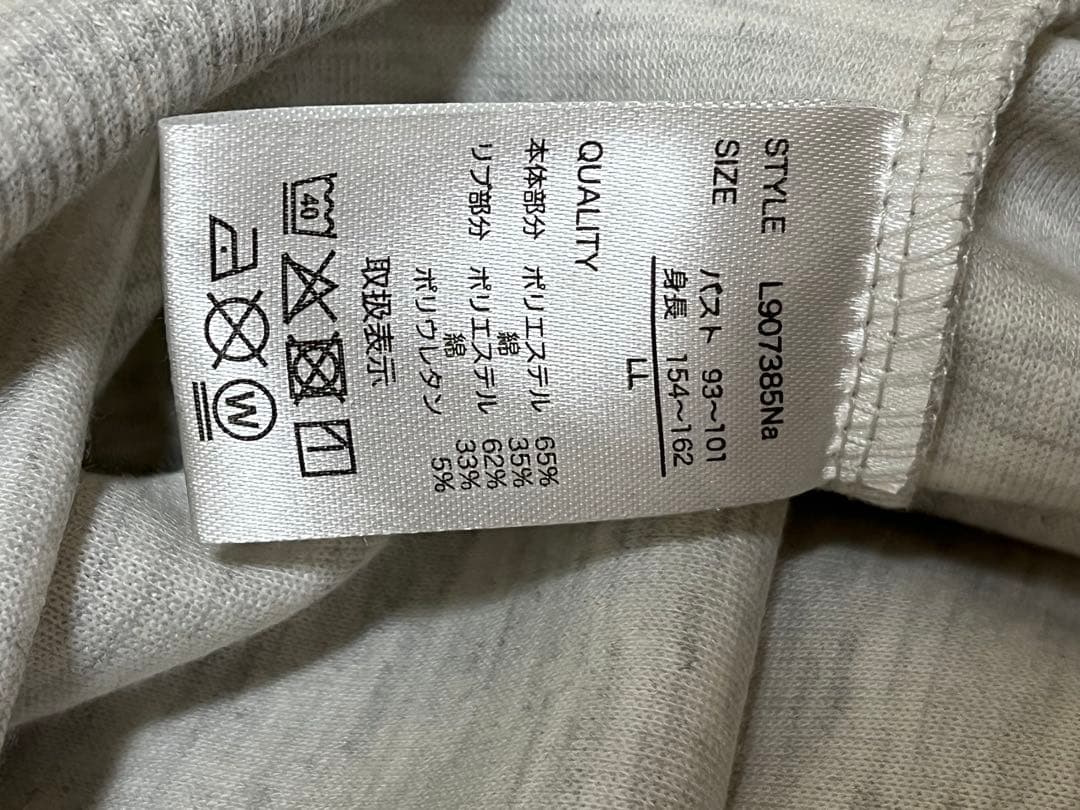 STYLE L907385Na
SIZE バスト 93~101
身長 154~162
LL
QUALITY
本体部分 ポリエステル 65%
綿 35%
リブ部分 ポリエステル 62%
綿 33%
ポリウレタン 5%
取扱表示
40
W